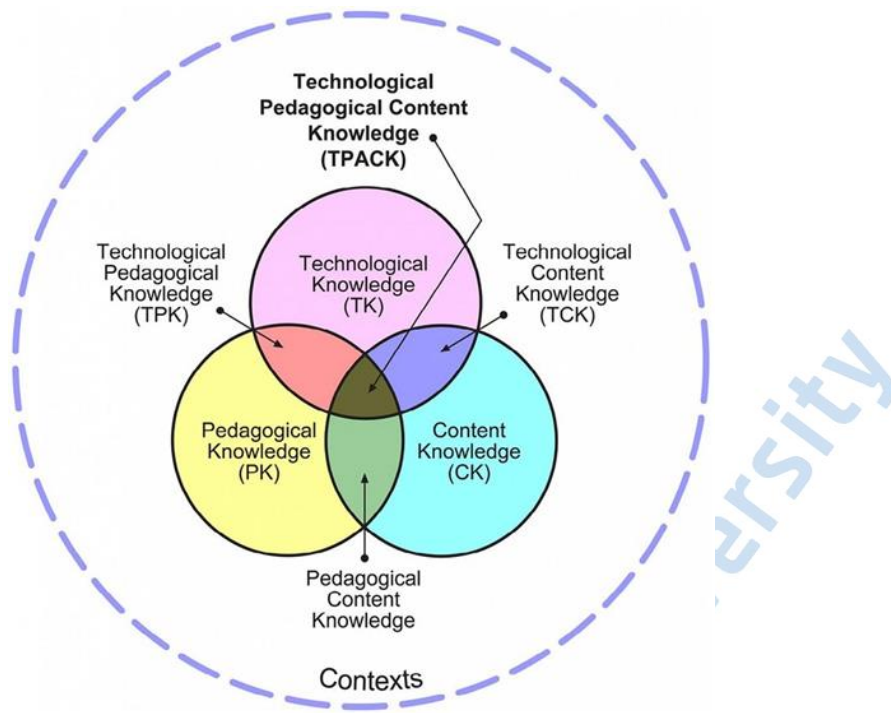 Technological
Pedagogical Content
Knowledge
(TPACK)
Technological
Pedagogical
Knowledge
(TPK)
Technological
Knowledge
(TK)
Technological
Content
Knowledge
(TCK)
Pedagogical
Knowledge
(PK)
Content
Knowledge
(CK)
Pedagogical
Content
Knowledge
Contexts
ersity